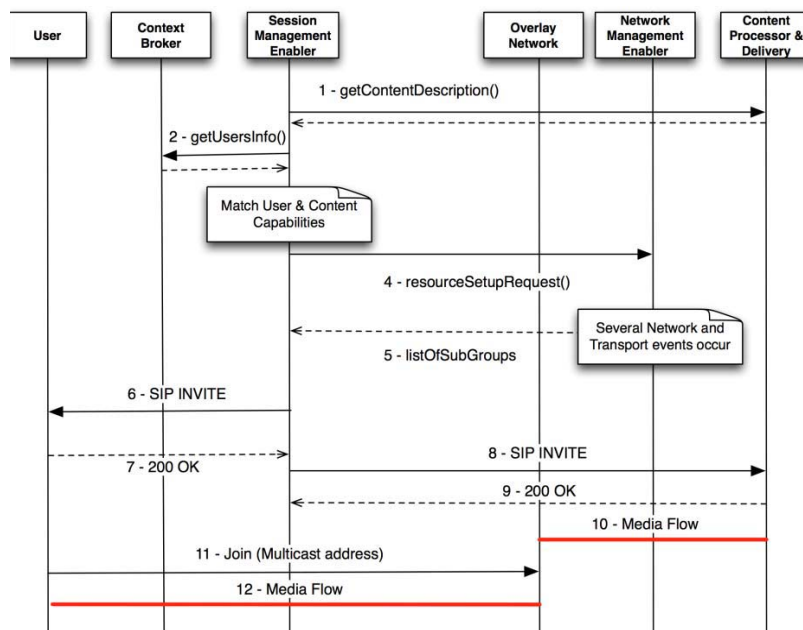 User
Context
Broker
Session
Management
Enabler
Overlay
Network
Network
Management
Enabler
Content
Processor &
Delivery
1 - getContentDescription()
2 - getUsersInfo()
Match User & Content
Capabilities
4 - resourceSetupRequest()
Several Network and
Transport events occur
5 - listOfSubGroups
6 - SIP INVITE
7 - 200 OK
8 - SIP INVITE
9 - 200 OK
10 - Media Flow
11 - Join (Multicast address)
12 - Media Flow